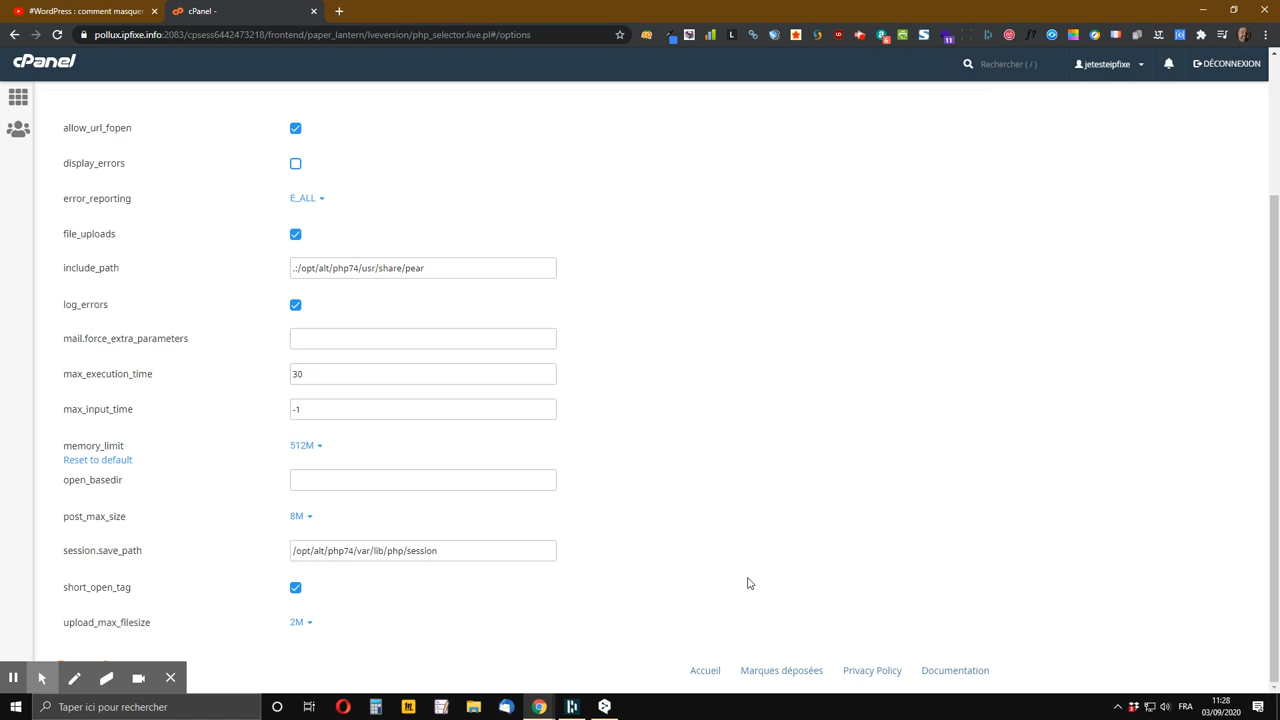 #WordPress : comment masquer
cPanel -
pollux.ipfixe.info:2083/cpsess6442473218/frontend/paper_lantern/lveversion/php_selector.live.pl#/options
cPanel
Rechercher ( / )
jetesteipfixe
DÉCONNEXION
allow_url_fopen
display_errors
error_reporting
E_ALL
file_uploads
include_path
.:/opt/alt/php74/usr/share/pear
log_errors
mail.force_extra_parameters
max_execution_time
30
max_input_time
-1
memory_limit
512M
Reset to default
open_basedir
post_max_size
8M
session.save_path
/opt/alt/php74/var/lib/php/session
short_open_tag
upload_max_filesize
2M
Accueil
Marques déposées
Privacy Policy
Documentation
Taper ici pour rechercher
FRA
11:28
03/09/2020